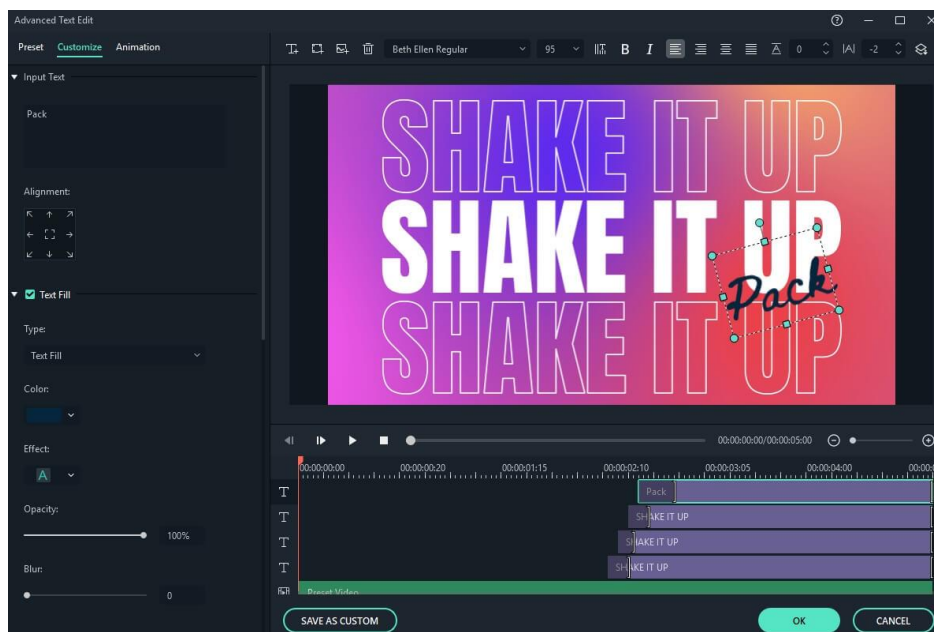 Advanced Text Edit
Preset Customize Animation
Beth Ellen Regular 95 B I 0 -2
Input Text
Pack
Alignment:
Text Fill
Type:
Text Fill
Color:
Effect:
A
Opacity:
100%
Blur:
0
SHAKE IT UP
SHAKE IT UP
Pack
SHAKE IT UP
00:00:00:00/00:00:05:00
00:00:00:00 00:00:00:20 00:00:01:15 00:00:02:10 00:00:03:05 00:00:04:00 00:00:0
T Pack
T SHAKE IT UP
T SHAKE IT UP
T SHAKE IT UP
Preset Video
SAVE AS CUSTOM OK CANCEL